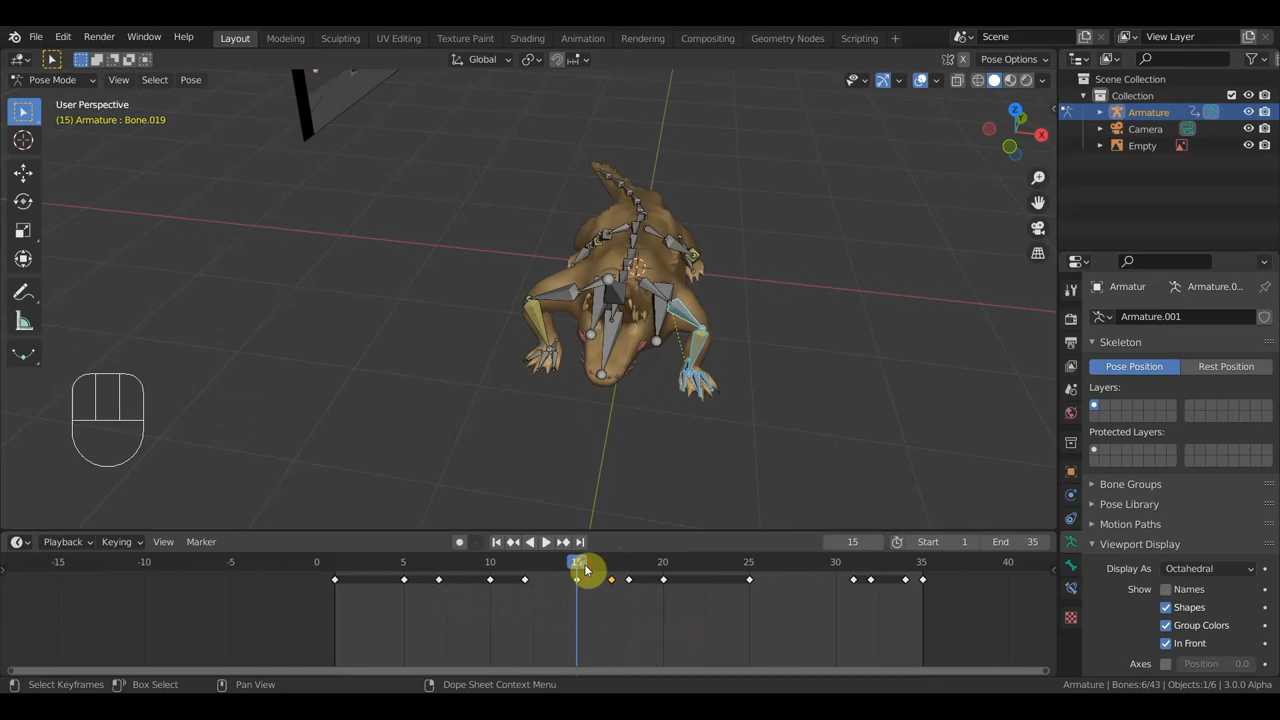 File Edit Render Window Help Layout Modeling Sculpting UV Editing Texture Paint Shading Animation Rendering Compositing Geometry Nodes Scripting Scene View Layer
Global Pose Options
Pose Mode View Select Pose
User Perspective
(15) Armature : Bone.019
X
Y
Z
Scene Collection
Collection
Armature
Camera
Empty
Armatur Armature.0...
Armature.001
Skeleton
Pose Position Rest Position
Layers:
Protected Layers:
Bone Groups
Pose Library
Motion Paths
Viewport Display
Display As Octahedral
Show Names
Shapes
Group Colors
In Front
Axes Position 0.0
Playback Keying View Marker 15 Start 1 End 35
-15 -10 -5 0 5 10 15 20 25 30 35 40
Select Keyframes Box Select Pan View Dope Sheet Context Menu Armature | Bones:6/43 | Objects:1/6 | 3.0.0 Alpha